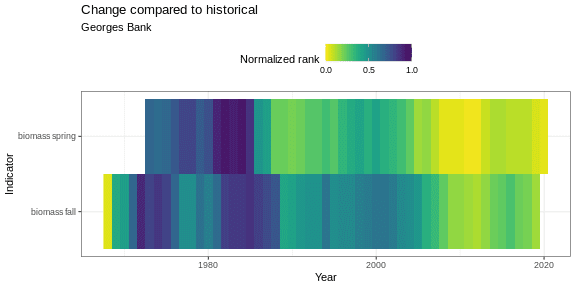 Change compared to historical
Georges Bank
Normalized rank
0.0 0.5 1.0
Indicator
biomass spring
biomass fall
1980 2000 2020
Year